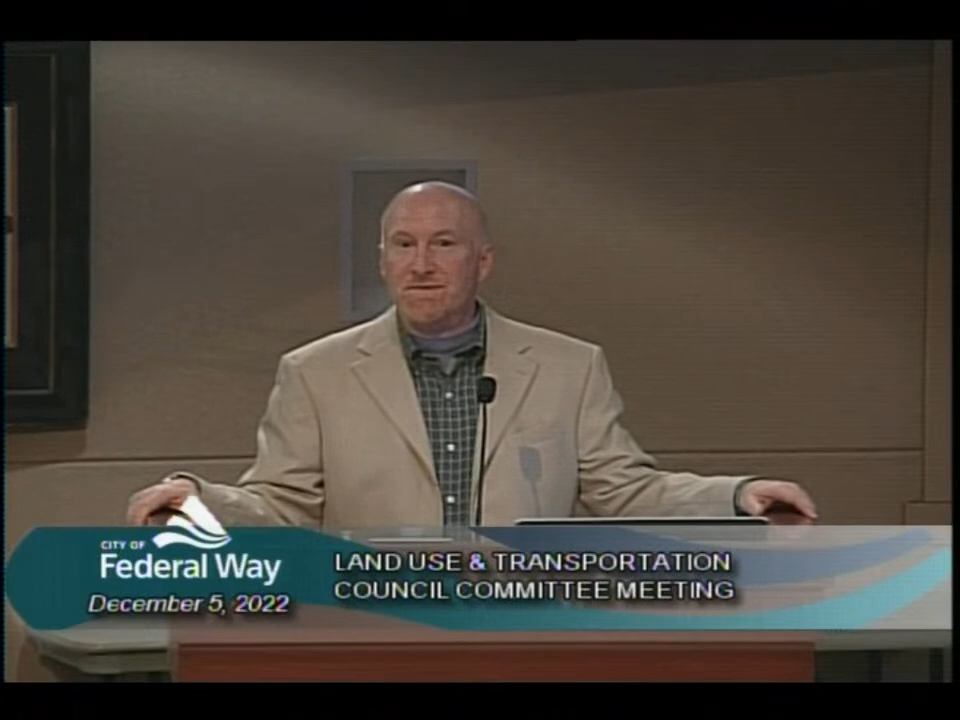 CITY OF
Federal Way
December 5, 2022
LAND USE & TRANSPORTATION
COUNCIL COMMITTEE MEETING